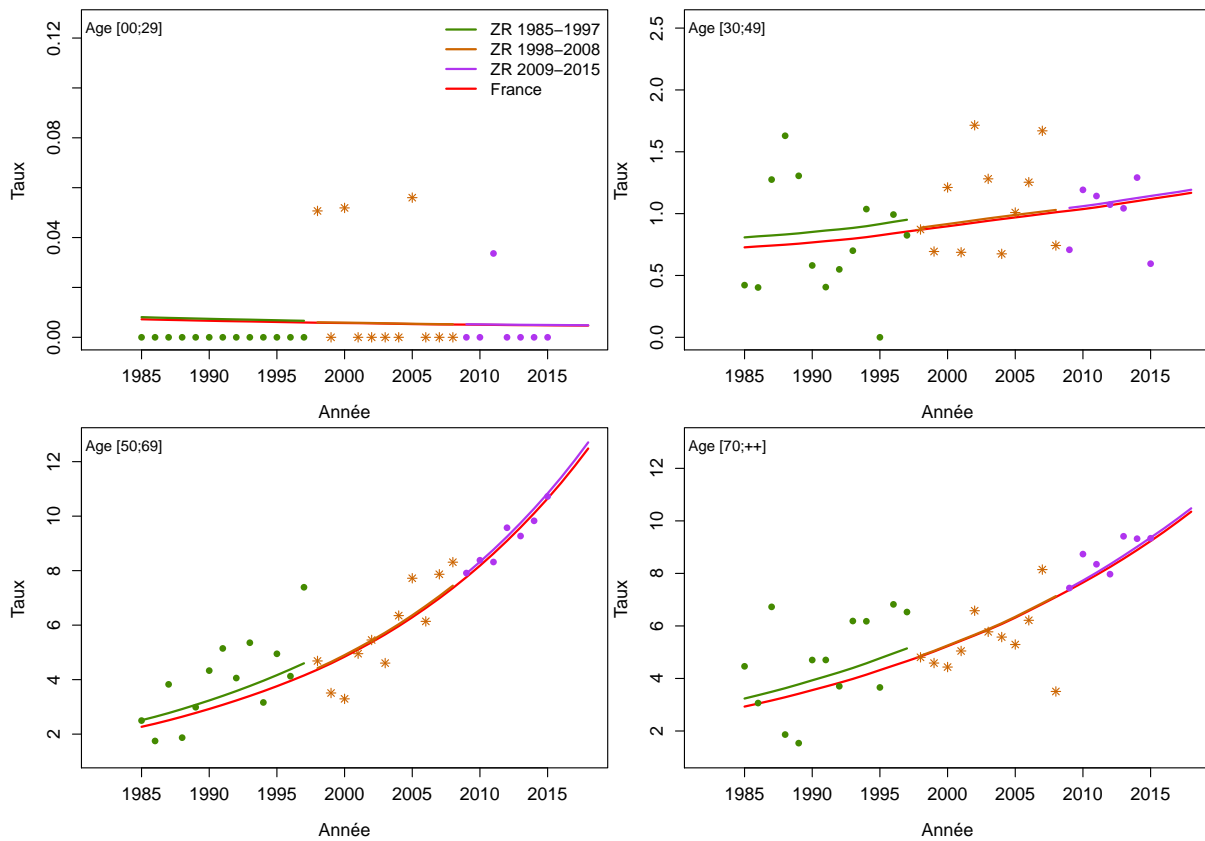 Age [00;29]
ZR 1985−1997
ZR 1998−2008
ZR 2009−2015
France
Taux
0.00
0.04
0.08
0.12
1985 1990 1995 2000 2005 2010 2015
Année
Age [30;49]
Taux
0.0
0.5
1.0
1.5
2.0
2.5
1985 1990 1995 2000 2005 2010 2015
Année
Age [50;69]
Taux
2
4
6
8
10
12
1985 1990 1995 2000 2005 2010 2015
Année
Age [70;++]
Taux
2
4
6
8
10
12
1985 1990 1995 2000 2005 2010 2015
Année